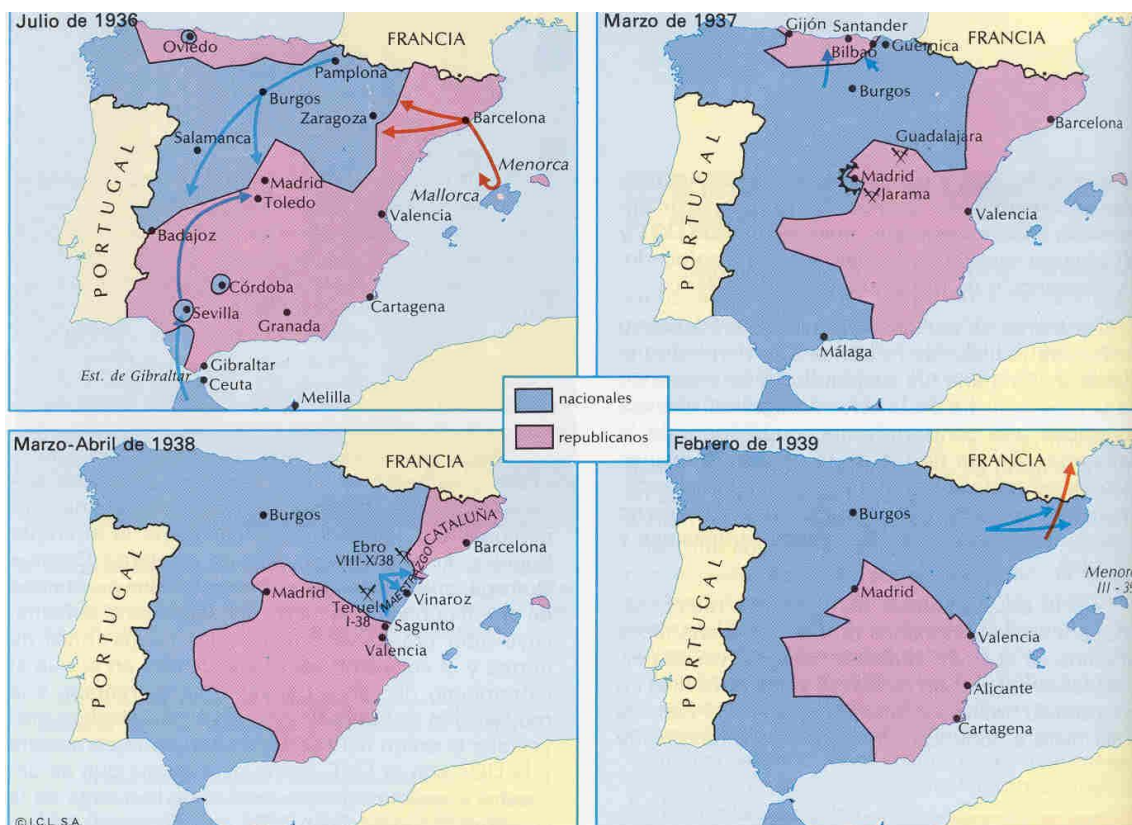 Julio de 1936
Oviedo
FRANCIA
Pamplona
Burgos
Zaragoza
Barcelona
Salamanca
Menorca
Mallorca
PORTUGAL
Madrid
Toledo
Valencia
Badajoz
Córdoba
Sevilla
Granada
Cartagena
Gibraltar
Est. de Gibraltar
Ceuta
Melilla
Marzo de 1937
Gijón
Santander
FRANCIA
Bilbao
Guernica
Burgos
Barcelona
Guadalajara
PORTUGAL
Madrid
Jarama
Valencia
Málaga
nacionales
republicanos
Marzo-Abril de 1938
FRANCIA
Burgos
CATALUÑA
Ebro
VIII-X/38
Barcelona
MAESTRAZGO
PORTUGAL
Madrid
Teruel
I-38
Vinaroz
Sagunto
Valencia
©ICL, S.A.
Febrero de 1939
FRANCIA
Burgos
PORTUGAL
Madrid
III - 39
Valencia
Alicante
Cartagena